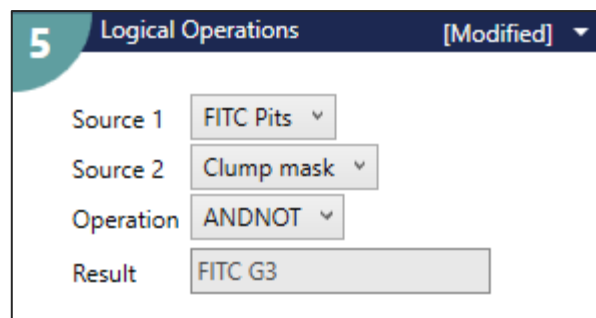 5 Logical Operations [Modified]
Source 1 FITC Pits
Source 2 Clump mask
Operation ANDNOT
Result FITC G3